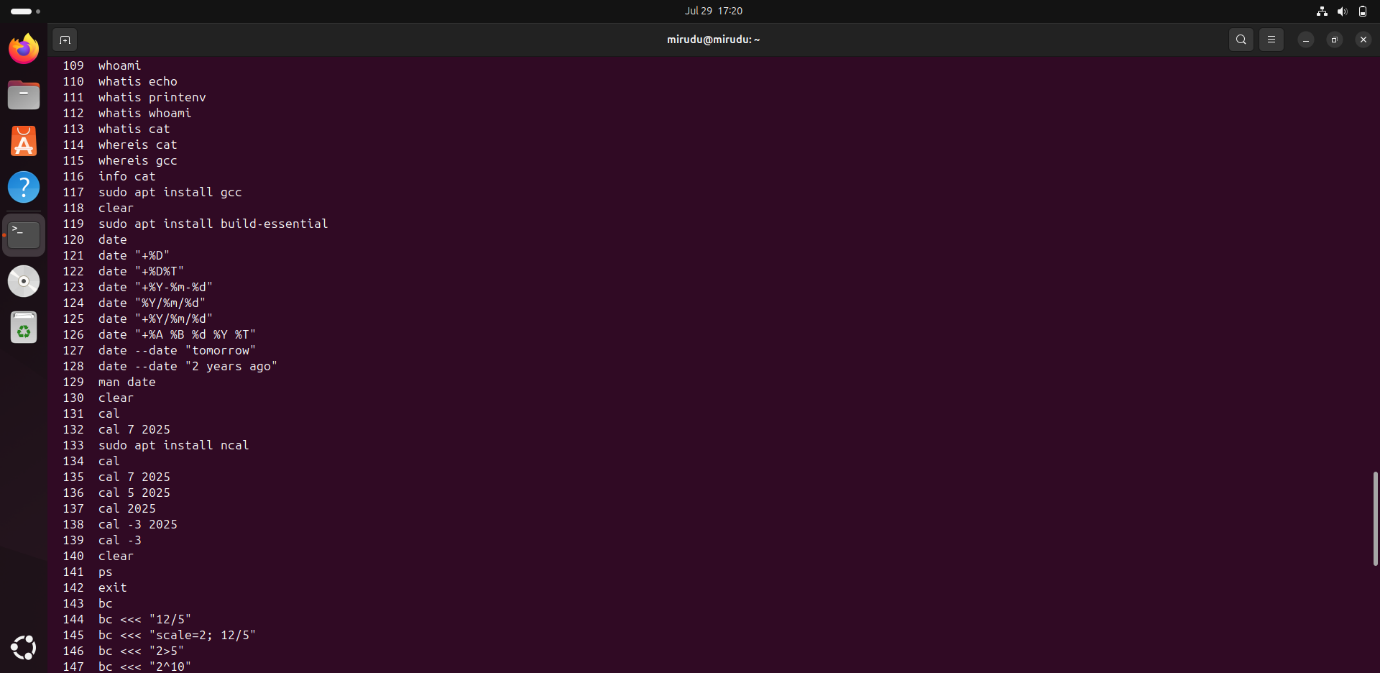 Jul 29 17:20
mirudu@mirudu: ~
109 whoami
110 whatis echo
111 whatis printenv
112 whatis whoami
113 whatis cat
114 whereis cat
115 whereis gcc
116 info cat
117 sudo apt install gcc
118 clear
119 sudo apt install build-essential
120 date
121 date "+%D"
122 date "+%D%T"
123 date "+%Y-%m-%d"
124 date "%Y/%m/%d"
125 date "+%Y/%m/%d"
126 date "+%A %B %d %Y %T"
127 date --date "tomorrow"
128 date --date "2 years ago"
129 man date
130 clear
131 cal
132 cal 7 2025
133 sudo apt install ncal
134 cal
135 cal 7 2025
136 cal 5 2025
137 cal 2025
138 cal -3 2025
139 cal -3
140 clear
141 ps
142 exit
143 bc
144 bc <<< "12/5"
145 bc <<< "scale=2; 12/5"
146 bc <<< "2>5"
147 bc <<< "2^10"